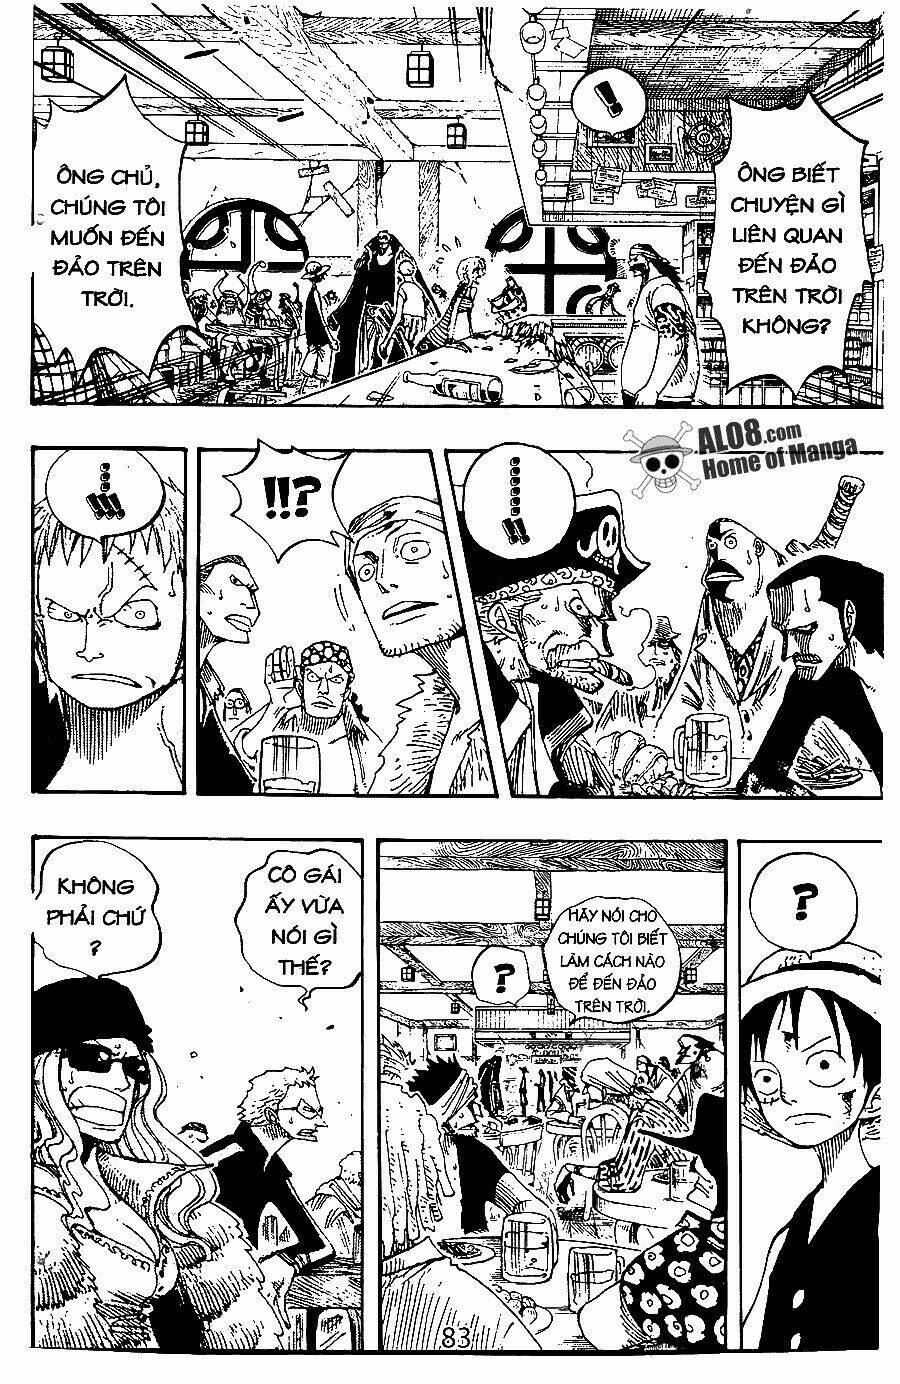 ÔNG BIẾT
CHUYỆN GÌ
LIÊN QUAN
ĐẾN ĐẢO
TRÊN TRỜI
KHÔNG?
!!
ÔNG CHỦ,
CHÚNG TÔI
MUỐN ĐẾN
ĐẢO TRÊN
TRỜI.
ALO8.com
Home of Manga
......!!
!!?
...!!!
?
HÃY NÓI CHO
CHÚNG TÔI BIẾT
LÀM CÁCH NÀO
ĐỂ ĐẾN ĐẢO
TRÊN TRỜI.
?
CÔ GÁI
ẤY VỪA
NÓI GÌ
THẾ?
KHÔNG
PHẢI CHỨ
?
83